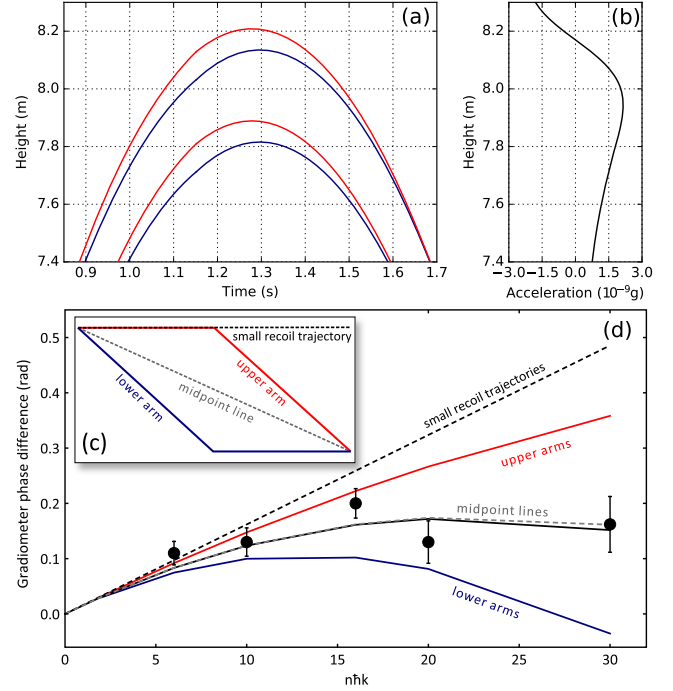 (a)
Height (m)
8.2
8.0
7.8
7.6
7.4
0.9 1.0 1.1 1.2 1.3 1.4 1.5 1.6 1.7
Time (s)
(b)
Height (m)
8.2
8.0
7.8
7.6
7.4
−3.0 −1.5 0.0 1.5 3.0
Acceleration (10⁻⁹g)
(c)
small recoil trajectory
upper arm
midpoint line
lower arm
(d)
Gradiometer phase difference (rad)
0.5
0.4
0.3
0.2
0.1
0.0
small recoil trajectories
upper arms
midpoint lines
lower arms
0 5 10 15 20 25 30
nħk